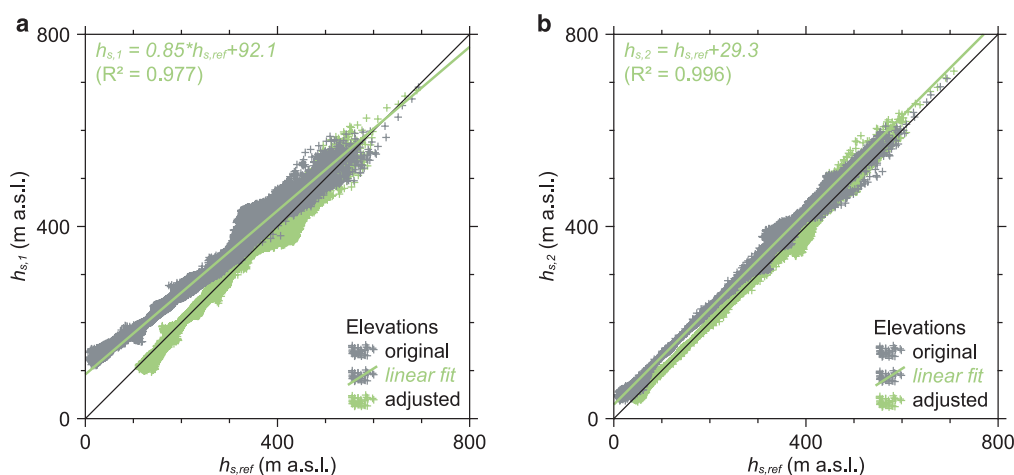 a
h_s,1 = 0.85*h_s,ref+92.1
(R² = 0.977)
800
400
0
h_s,1 (m a.s.l.)
Elevations
original
linear fit
adjusted
0
400
800
h_s,ref (m a.s.l.)
b
h_s,2 = h_s,ref+29.3
(R² = 0.996)
800
400
0
h_s,2 (m a.s.l.)
Elevations
original
linear fit
adjusted
0
400
800
h_s,ref (m a.s.l.)